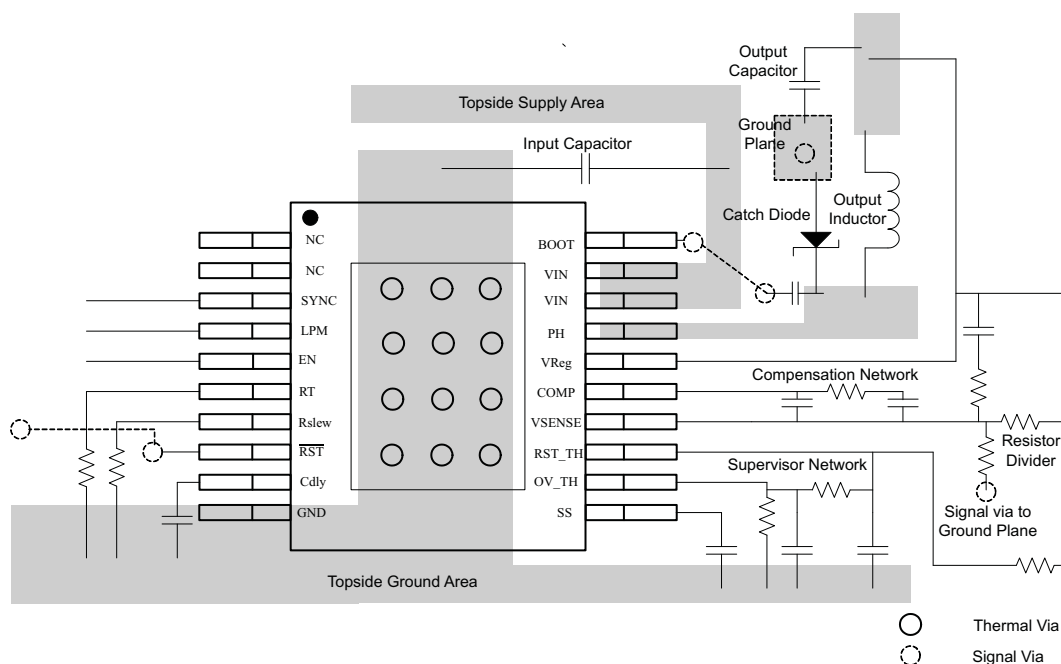 `
Output
Capacitor
Topside Supply Area
Ground
Plane
Input Capacitor
Output
Inductor
Catch Diode
NC
NC
SYNC
LPM
EN
RT
Rslew
RST
Cdly
GND
BOOT
VIN
VIN
PH
VReg
COMP
VSENSE
RST_TH
OV_TH
SS
Compensation Network
Resistor
Divider
Supervisor Network
Signal via to
Ground Plane
Topside Ground Area
Thermal Via
Signal Via